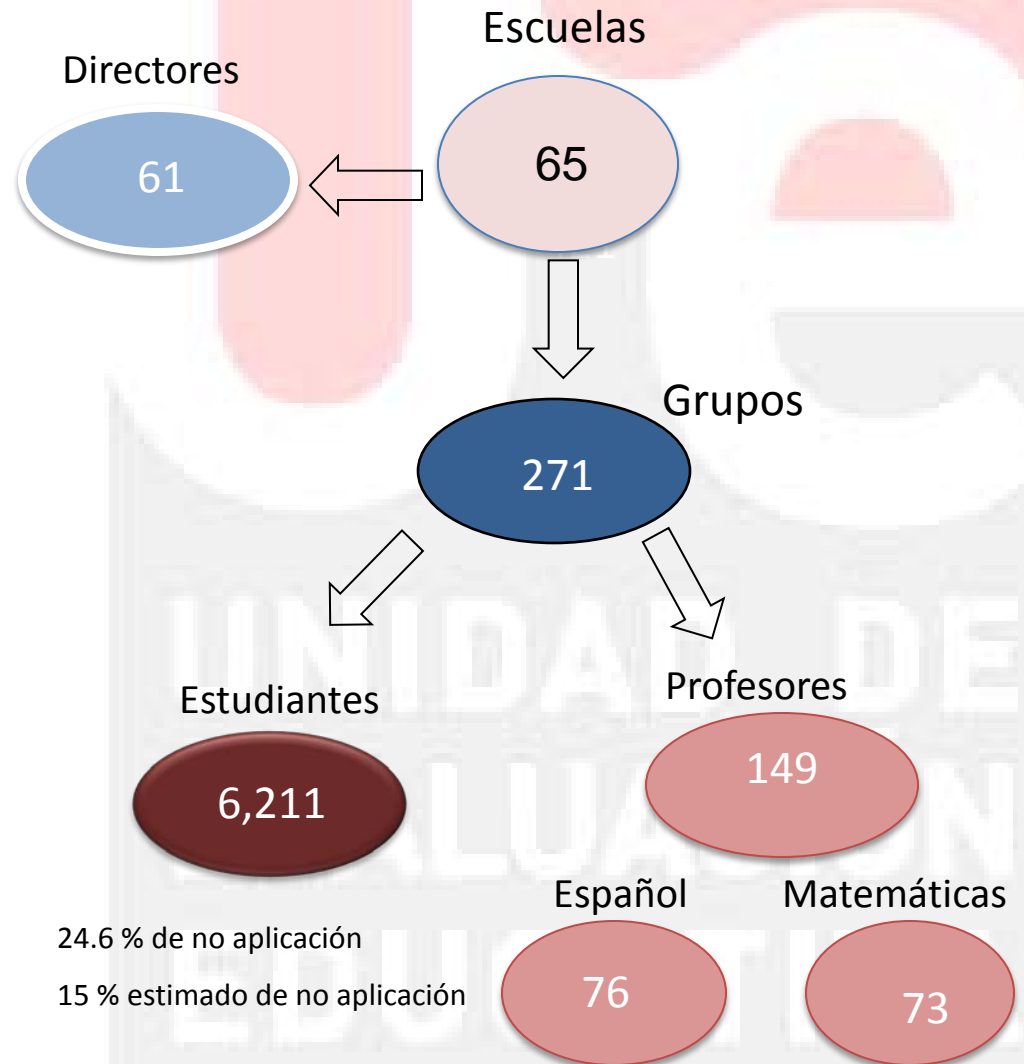 Escuelas
Directores
65
61
Grupos
271
Estudiantes
Profesores
6,211
149
Español
Matemáticas
24.6 % de no aplicación
15 % estimado de no aplicación
76
73
UNIDAD DE
EVALUACIÓN